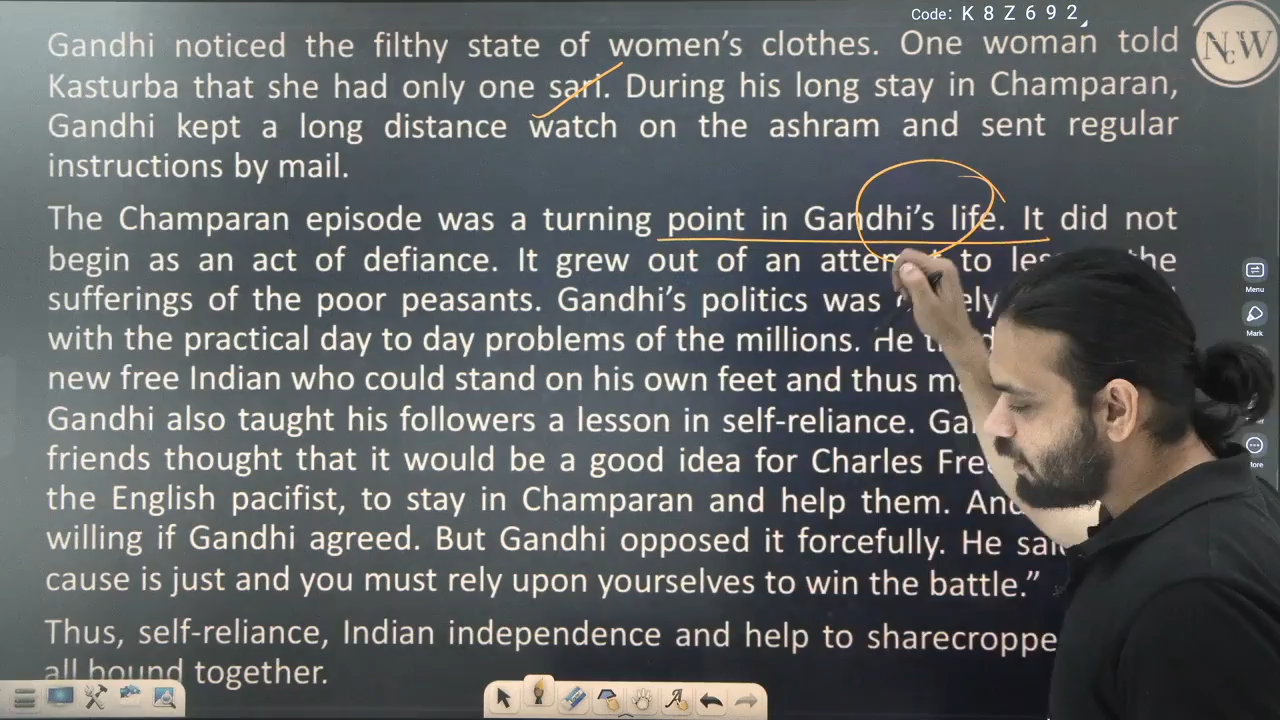 Code: K8Z692
NCW
Gandhi noticed the filthy state of women's clothes. One woman told
Kasturba that she had only one sari. During his long stay in Champaran,
Gandhi kept a long distance watch on the ashram and sent regular
instructions by mail.
The Champaran episode was a turning point in Gandhi's life. It did not
begin as an act of defiance. It grew out of an to the
sufferings of the poor peasants. Gandhi's politics was
with the practical day to day problems of the millions. He
new free Indian who could stand on his own feet and thus
Gandhi also taught his followers a lesson in self-reliance.
friends thought that it would be a good idea for Charles
the English pacifist, to stay in Champaran and help them.
willing if Gandhi agreed. But Gandhi opposed it forcefully. He
cause is just and you must rely upon yourselves to win the battle.”
Thus, self-reliance, Indian independence and help to
all bound together.
Menu
Mark